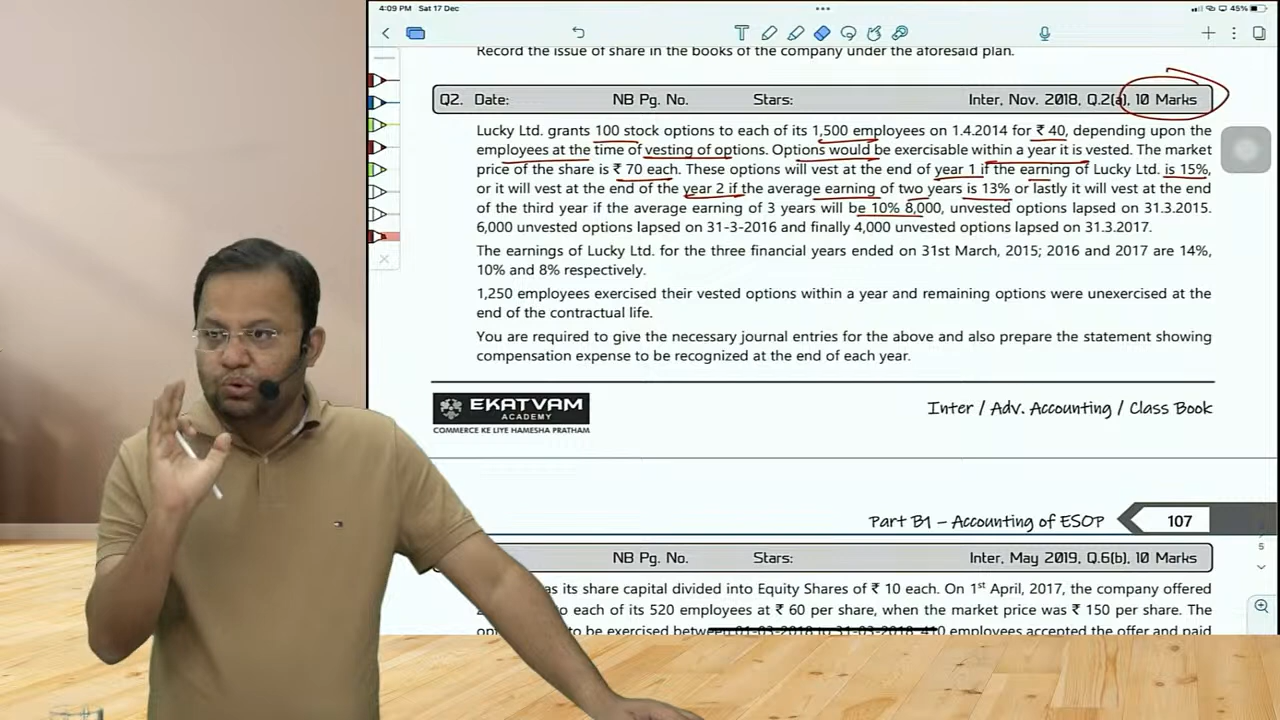 4:09 PM Sat 17 Dec
45%
Record the issue of share in the books of the company under the aforesaid plan.
Q2. Date: NB Pg. No. Stars: Inter, Nov. 2018, Q.2(a), 10 Marks
Lucky Ltd. grants 100 stock options to each of its 1,500 employees on 1.4.2014 for ₹ 40, depending upon the
employees at the time of vesting of options. Options would be exercisable within a year it is vested. The market
price of the share is ₹ 70 each. These options will vest at the end of year 1 if the earning of Lucky Ltd. is 15%,
or it will vest at the end of the year 2 if the average earning of two years is 13% or lastly it will vest at the end
of the third year if the average earning of 3 years will be 10% 8,000, unvested options lapsed on 31.3.2015.
6,000 unvested options lapsed on 31-3-2016 and finally 4,000 unvested options lapsed on 31.3.2017.
The earnings of Lucky Ltd. for the three financial years ended on 31st March, 2015; 2016 and 2017 are 14%,
10% and 8% respectively.
1,250 employees exercised their vested options within a year and remaining options were unexercised at the
end of the contractual life.
You are required to give the necessary journal entries for the above and also prepare the statement showing
compensation expense to be recognized at the end of each year.
EKATVAM
ACADEMY
COMMERCE KE LIYE HAMESHA PRATHAM
Inter / Adv. Accounting / Class Book
Part B1 – Accounting of ESOP 107
5
NB Pg. No. Stars: Inter, May 2019, Q.6(b), 10 Marks
as its share capital divided into Equity Shares of ₹ 10 each. On 1st April, 2017, the company offered
to each of its 520 employees at ₹ 60 per share, when the market price was ₹ 150 per share. The
to be exercised between 01-03-2018 to 31-03-2018. 410 employees accepted the offer and paid